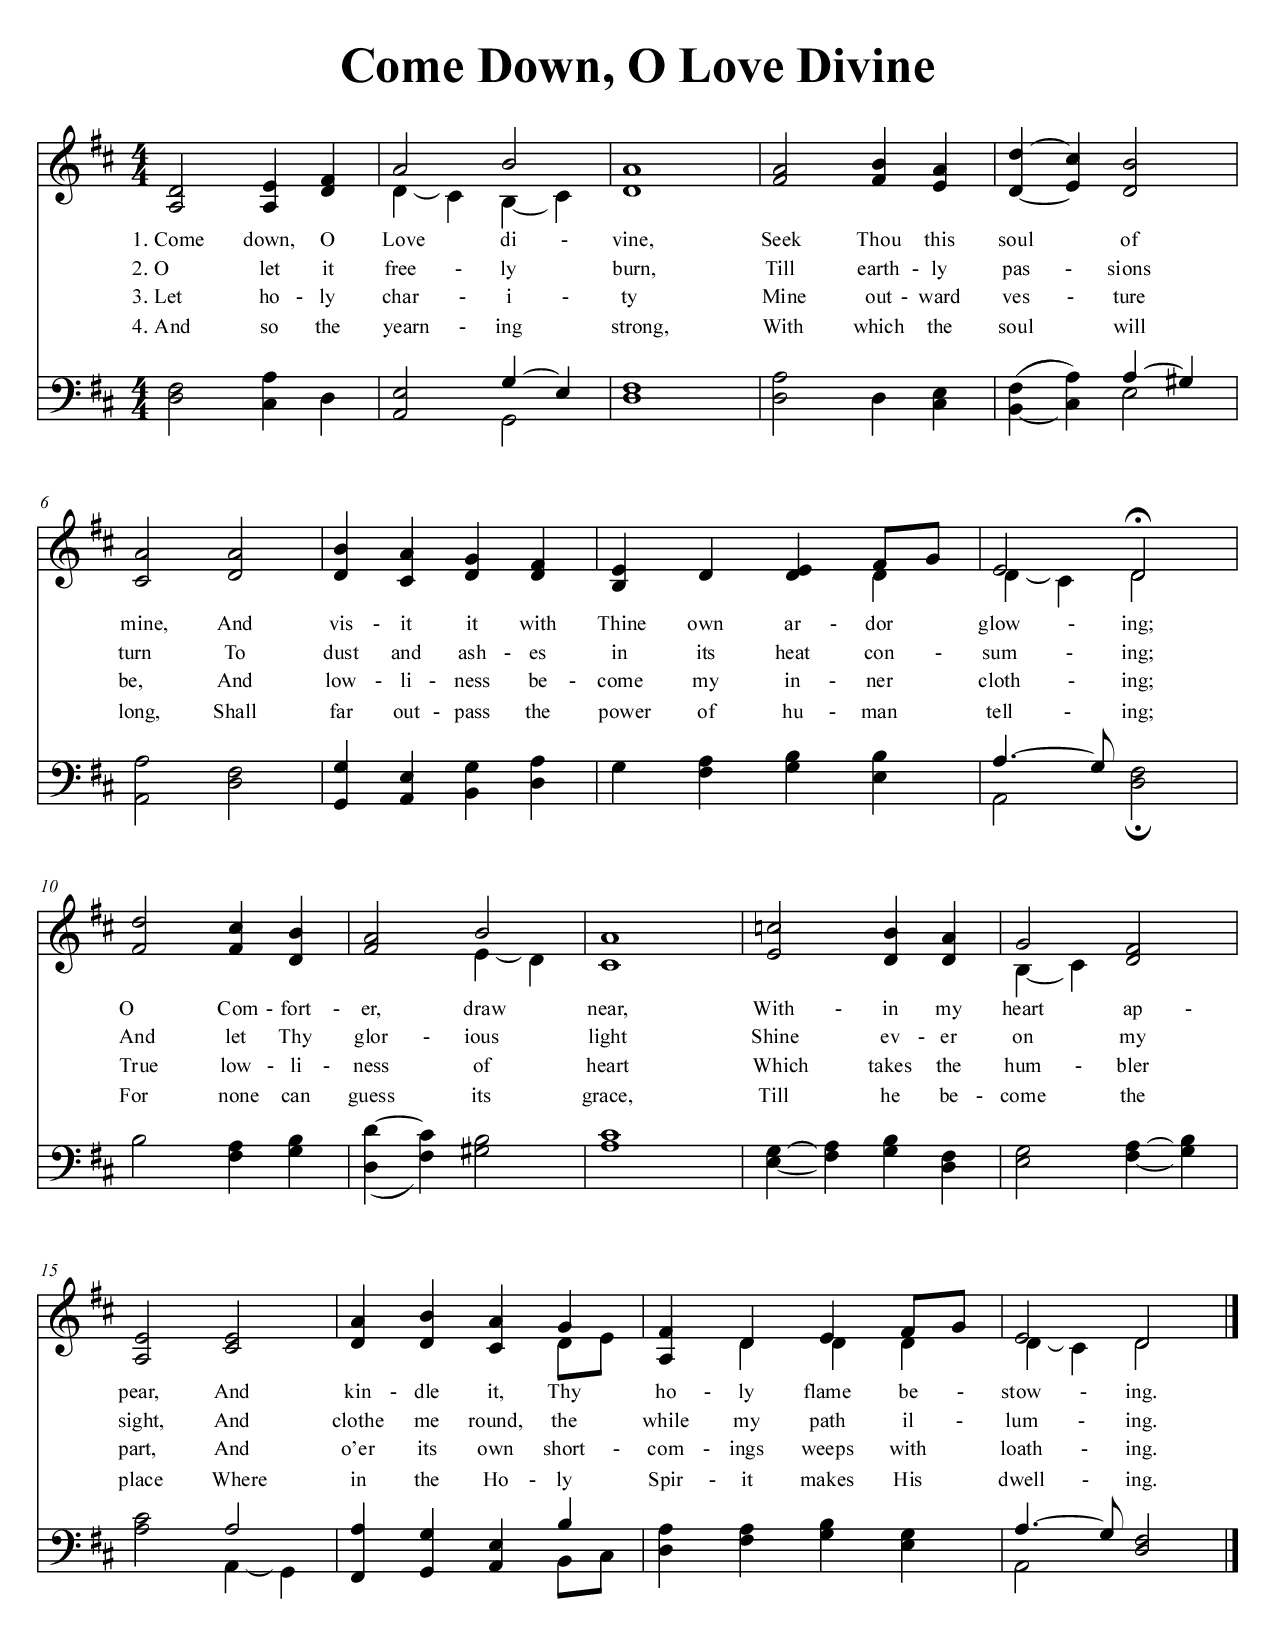 Come Down, O Love Divine
4 4
1. Come down, O Love di - vine, Seek Thou this soul of
2. O let it free - ly burn, Till earth - ly pas - sions
3. Let ho - ly char - i - ty Mine out - ward ves - ture
4. And so the yearn - ing strong, With which the soul will
4 4
6
mine, And vis - it it with Thine own ar - dor glow - ing;
turn To dust and ash - es in its heat con - sum - ing;
be, And low - li - ness be - come my in - ner cloth - ing;
long, Shall far out - pass the power of hu - man tell - ing;
10
O Com - fort - er, draw near, With - in my heart ap -
And let Thy glor - ious light Shine ev - er on my
True low - li - ness of heart Which takes the hum - bler
For none can guess its grace, Till he be - come the
15
pear, And kin - dle it, Thy ho - ly flame be - stow - ing.
sight, And clothe me round, the while my path il - lum - ing.
part, And o’er its own short - com - ings weeps with loath - ing.
place Where in the Ho - ly Spir - it makes His dwell - ing.